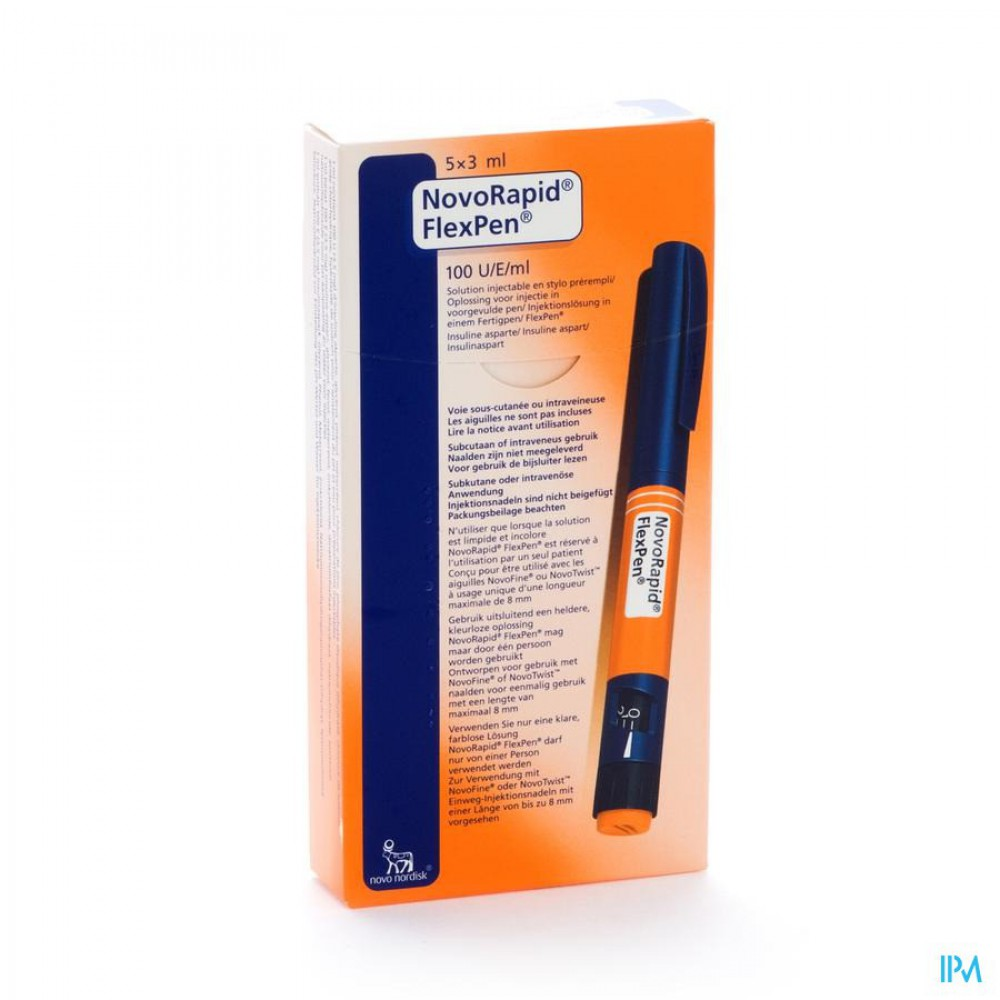 5×3 ml
NovoRapid®
FlexPen®
100 U/E/ml
Solution injectable en stylo prérempli/
Oplossing voor injectie in
voorgevulde pen/ Injektionslösung in
einem Fertigpen/ FlexPen®
Insuline asparte/ Insuline aspart/
Insulinaspart
Voie sous-cutanée ou intraveineuse
Les aiguilles ne sont pas incluses
Lire la notice avant utilisation
Subcutaan of intraveneus gebruik
Naalden zijn niet meegeleverd
Voor gebruik de bijsluiter lezen
Subkutane oder intravenöse
Anwendung
Injektionsnadeln sind nicht beigefügt
Packungsbeilage beachten
N'utiliser que lorsque la solution
est limpide et incolore
NovoRapid® FlexPen® est réservé à
l'utilisation par un seul patient
Conçu pour être utilisé avec les
aiguilles NovoFine® ou NovoTwist™
à usage unique d'une longueur
maximale de 8 mm
Gebruik uitsluitend een heldere,
kleurloze oplossing
NovoRapid® FlexPen® mag
maar door één persoon
worden gebruikt
Ontworpen voor gebruik met
NovoFine® of NovoTwist™
naalden voor eenmalig gebruik
met een lengte van
maximaal 8 mm
Verwenden Sie nur eine klare,
farblose Lösung
NovoRapid® FlexPen® darf
nur von einer Person
verwendet werden
Zur Verwendung mit
NovoFine® oder NovoTwist™
Einweg-Injektionsnadeln mit
einer Länge von bis zu 8 mm
vorgesehen
NovoRapid®
FlexPen®
novo nordisk®
IPM